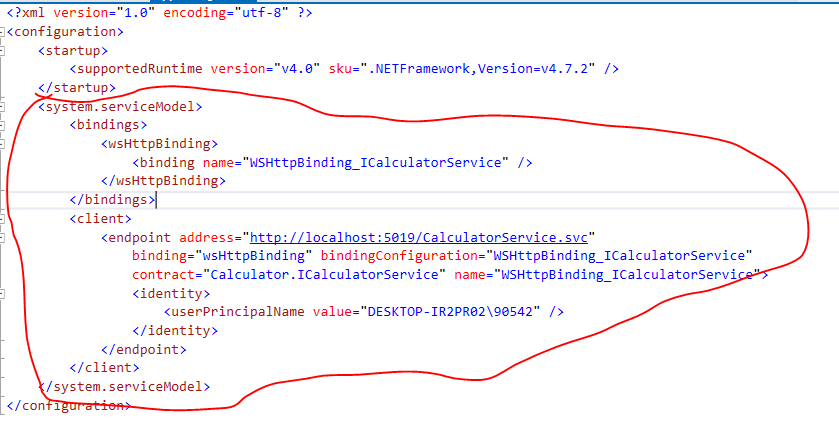 <?xml version="1.0" encoding="utf-8" ?>
<configuration>
<startup>
<supportedRuntime version="v4.0" sku=".NETFramework,Version=v4.7.2" />
</startup>
<system.serviceModel>
<bindings>
<wsHttpBinding>
<binding name="WSHttpBinding_ICalculatorService" />
</wsHttpBinding>
</bindings>
<client>
<endpoint address="http://localhost:5019/CalculatorService.svc"
binding="wsHttpBinding" bindingConfiguration="WSHttpBinding_ICalculatorService"
contract="Calculator.ICalculatorService" name="WSHttpBinding_ICalculatorService">
<identity>
<userPrincipalName value="DESKTOP-IR2PR02\90542" />
</identity>
</endpoint>
</client>
</system.serviceModel>
</configuration>